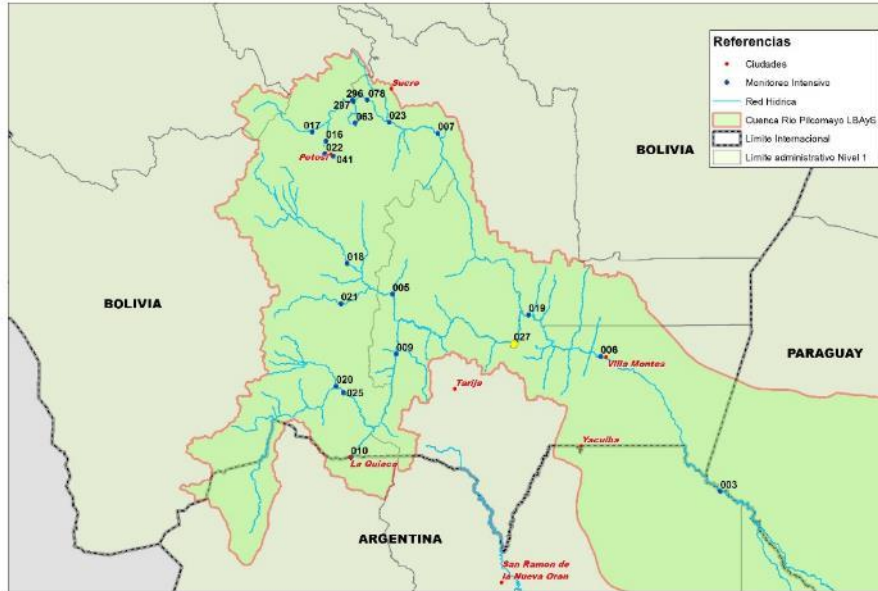 Referencias
Ciudades
Monitoreo Intensivo
Red Hídrica
Cuenca Río Pilcomayo LBAyS
Límite Internacional
Límite administrativo Nivel 1
Sucre
296
078
297
063
023
017
007
016
022
Potosí
041
BOLIVIA
018
005
021
BOLIVIA
019
027
009
006
Villa Montes
PARAGUAY
020
025
Tarija
010
La Quiaca
Yacuiba
003
ARGENTINA
San Ramon de
la Nueva Oran